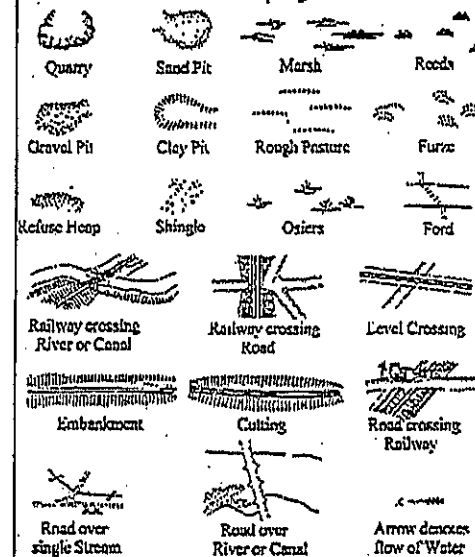 Quarry Sand Pit Marsh Reeds
Gravel Pit Clay Pit Rough Pasture Furze
Refuse Heap Shingle Osiers Ford
Railway crossing River or Canal
Railway crossing Road
Level Crossing
Embankment Cutting Road crossing Railway
Road over single Stream
Road over River or Canal
Arrow denotes flow of Water